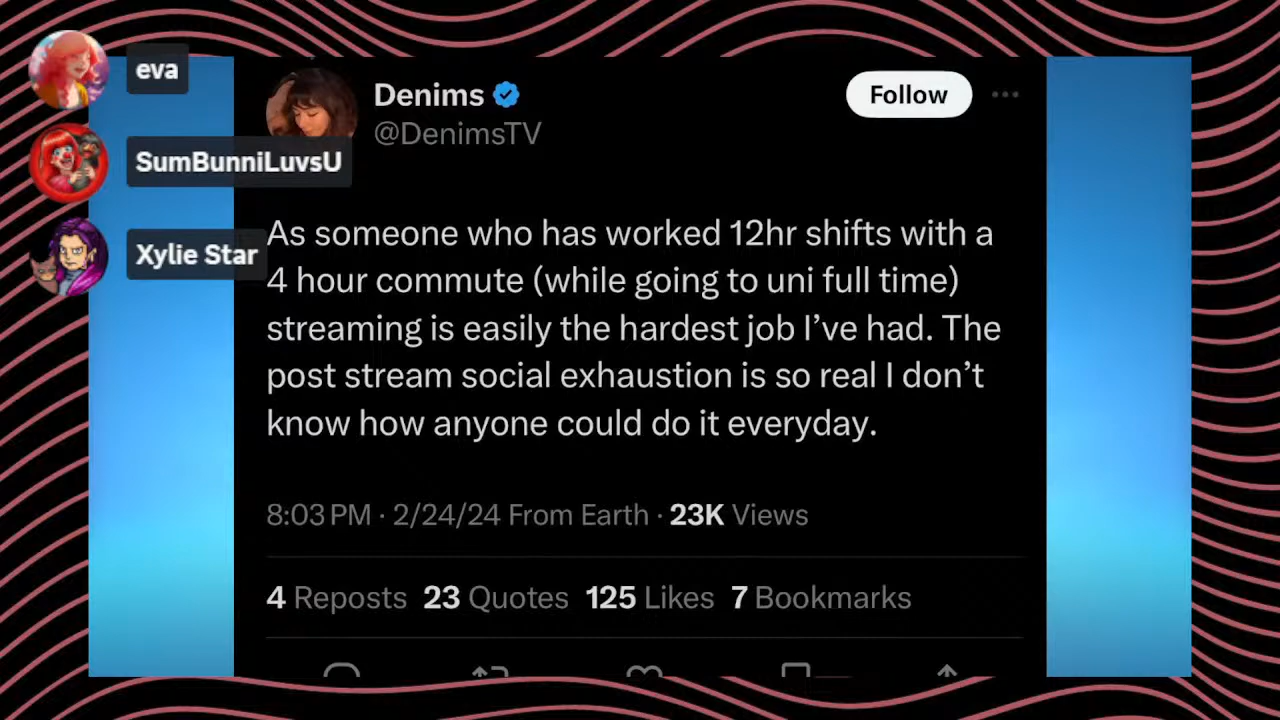 eva
SumBunniLuvsU
Xylie Star
Denims
@DenimsTV
Follow
As someone who has worked 12hr shifts with a
4 hour commute (while going to uni full time)
streaming is easily the hardest job I’ve had. The
post stream social exhaustion is so real I don’t
know how anyone could do it everyday.
8:03 PM · 2/24/24 From Earth · 23K Views
4 Reposts 23 Quotes 125 Likes 7 Bookmarks